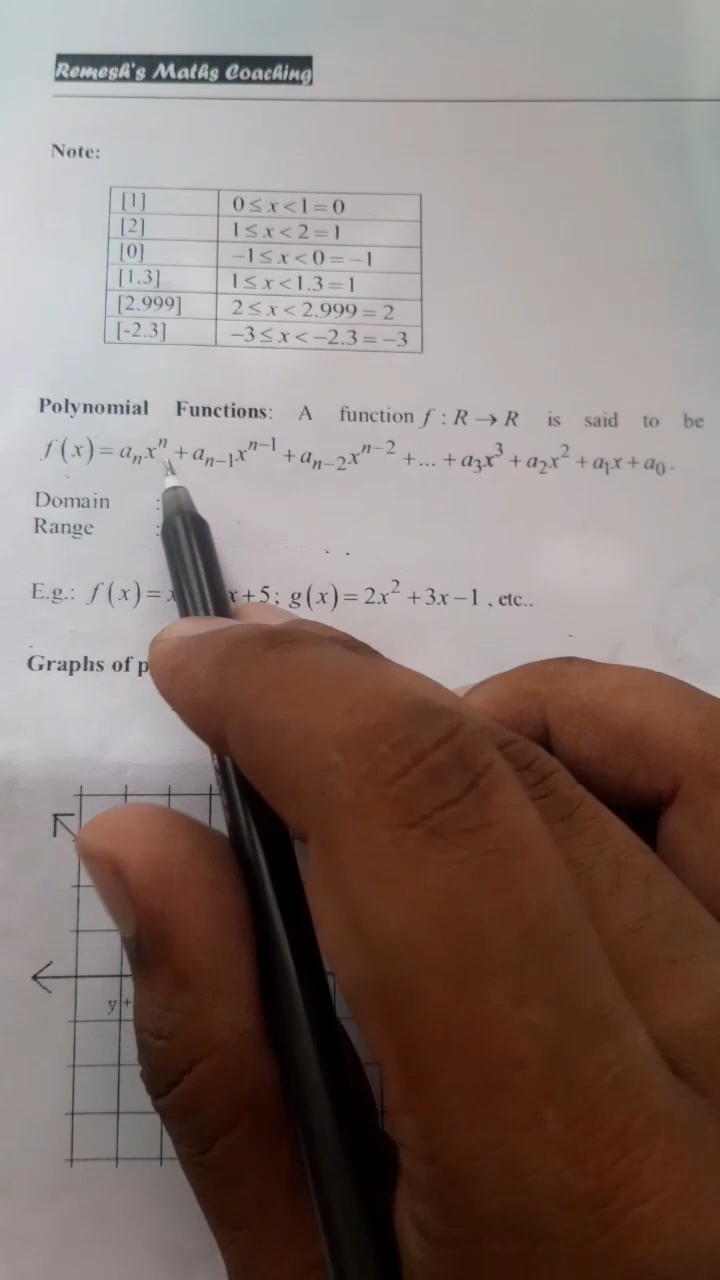 Remesh's Maths Coaching
Note:
[1] 0≤x<1=0
[2] 1≤x<2=1
[0] −1≤x<0=−1
[1.3] 1≤x<1.3=1
[2.999] 2≤x<2.999=2
[-2.3] −3≤x<−2.3=−3
Polynomial Functions: A function f : R → R is said to be
f(x)=aₙxⁿ+aₙ₋₁xⁿ⁻¹+aₙ₋₂xⁿ⁻²+...+a₃x³+a₂x²+a₁x+a₀.
Domain :
Range :
E.g.: f(x)= x+5; g(x)=2x²+3x−1, etc..
Graphs of
y